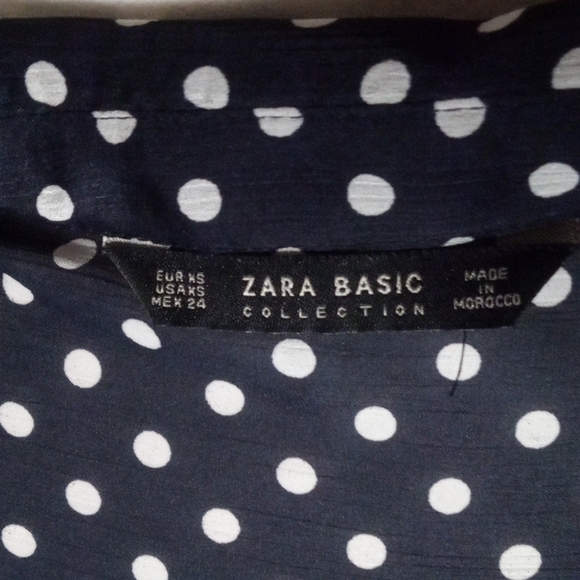 EUR XS
USA XS
MEX 24
ZARA BASIC
COLLECTION
MADE
IN
MOROCCO